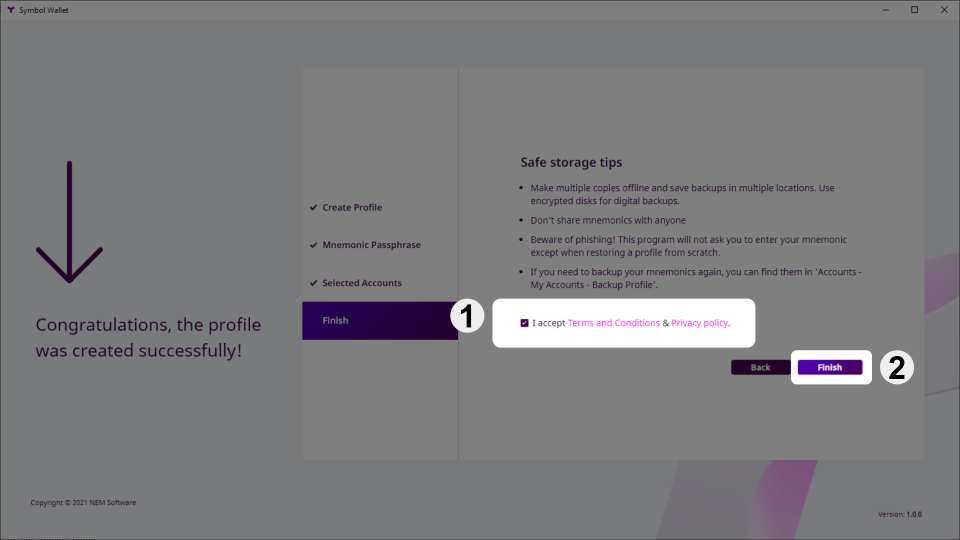 Symbol Wallet
Congratulations, the profile
was created successfully!
Create Profile
Mnemonic Passphrase
Selected Accounts
Finish
Safe storage tips
Make multiple copies offline and save backups in multiple locations. Use
encrypted disks for digital backups.
Don't share mnemonics with anyone
Beware of phishing! This program will not ask you to enter your mnemonic
except when restoring a profile from scratch.
If you need to backup your mnemonics again, you can find them in 'Accounts -
My Accounts - Backup Profile'.
1
I accept Terms and Conditions & Privacy policy.
Back
Finish
2
Copyright © 2021 NEM Software
Version: 1.0.0